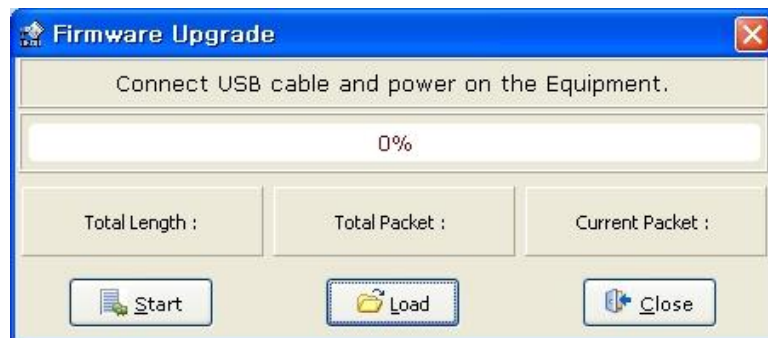 Firmware Upgrade
Connect USB cable and power on the Equipment.
0%
Total Length : Total Packet : Current Packet :
Start Load Close